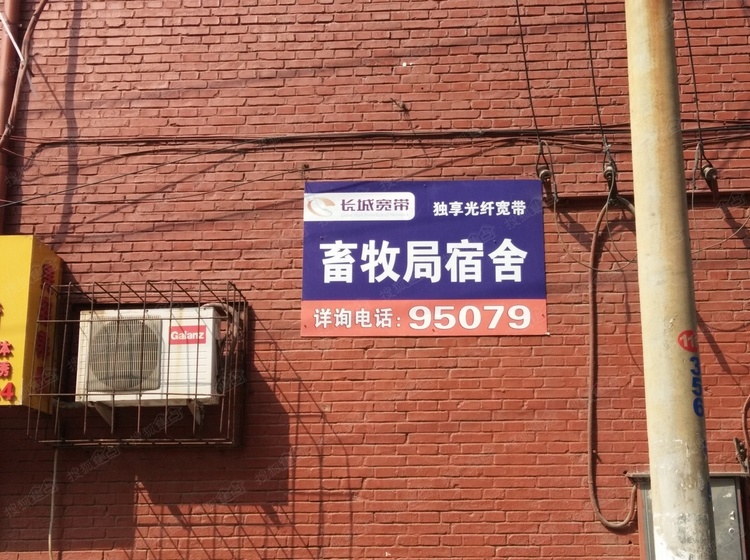 长城宽带 独享光纤宽带
畜牧局宿舍
详询电话:95079
Galanz
11